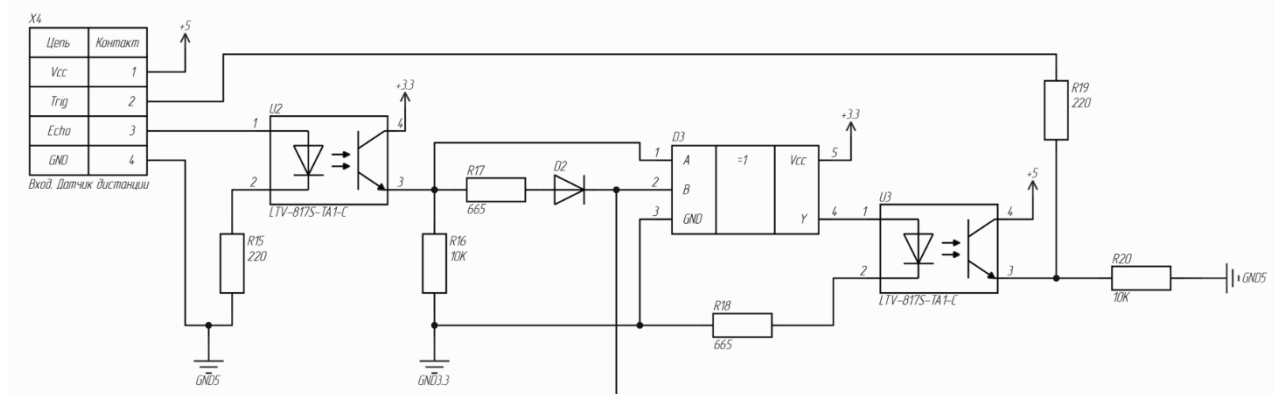 X4
Цепь Контакт
Vcc 1
Trig 2
Echo 3
GND 4
Вход. Датчик дистанции
+5
U2
1
2
4
3
+3.3
LTV-817S-TA1-C
R15
220
GND5
R17
665
D2
R16
10K
GND3.3
D3
1 A =1 Vcc 5
2 B
3 GND Y 4
+3.3
R18
665
U3
1
2
4
3
+5
LTV-817S-TA1-C
R19
220
R20
10K
GND5